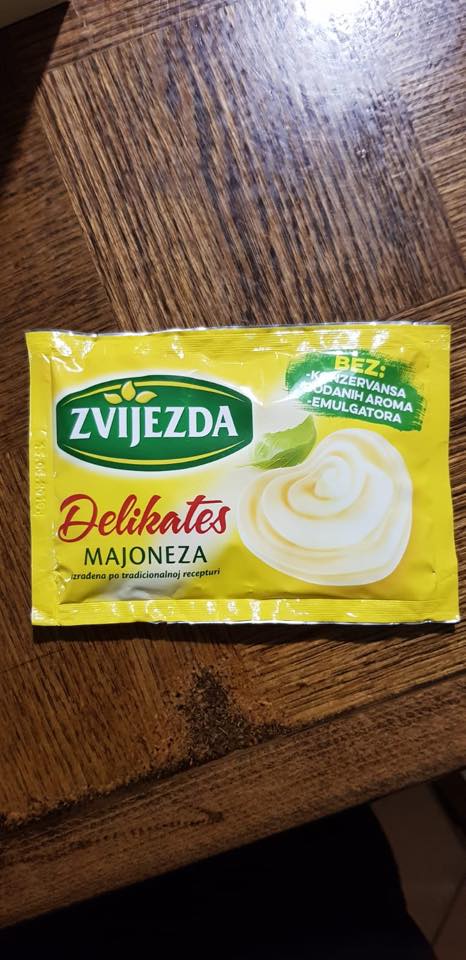 BEZ:
-KONZERVANSA
-DODANIH AROMA
-EMULGATORA
ZVIJEZDA
Delikates
MAJONEZA
izrađena po tradicionalnoj recepturi